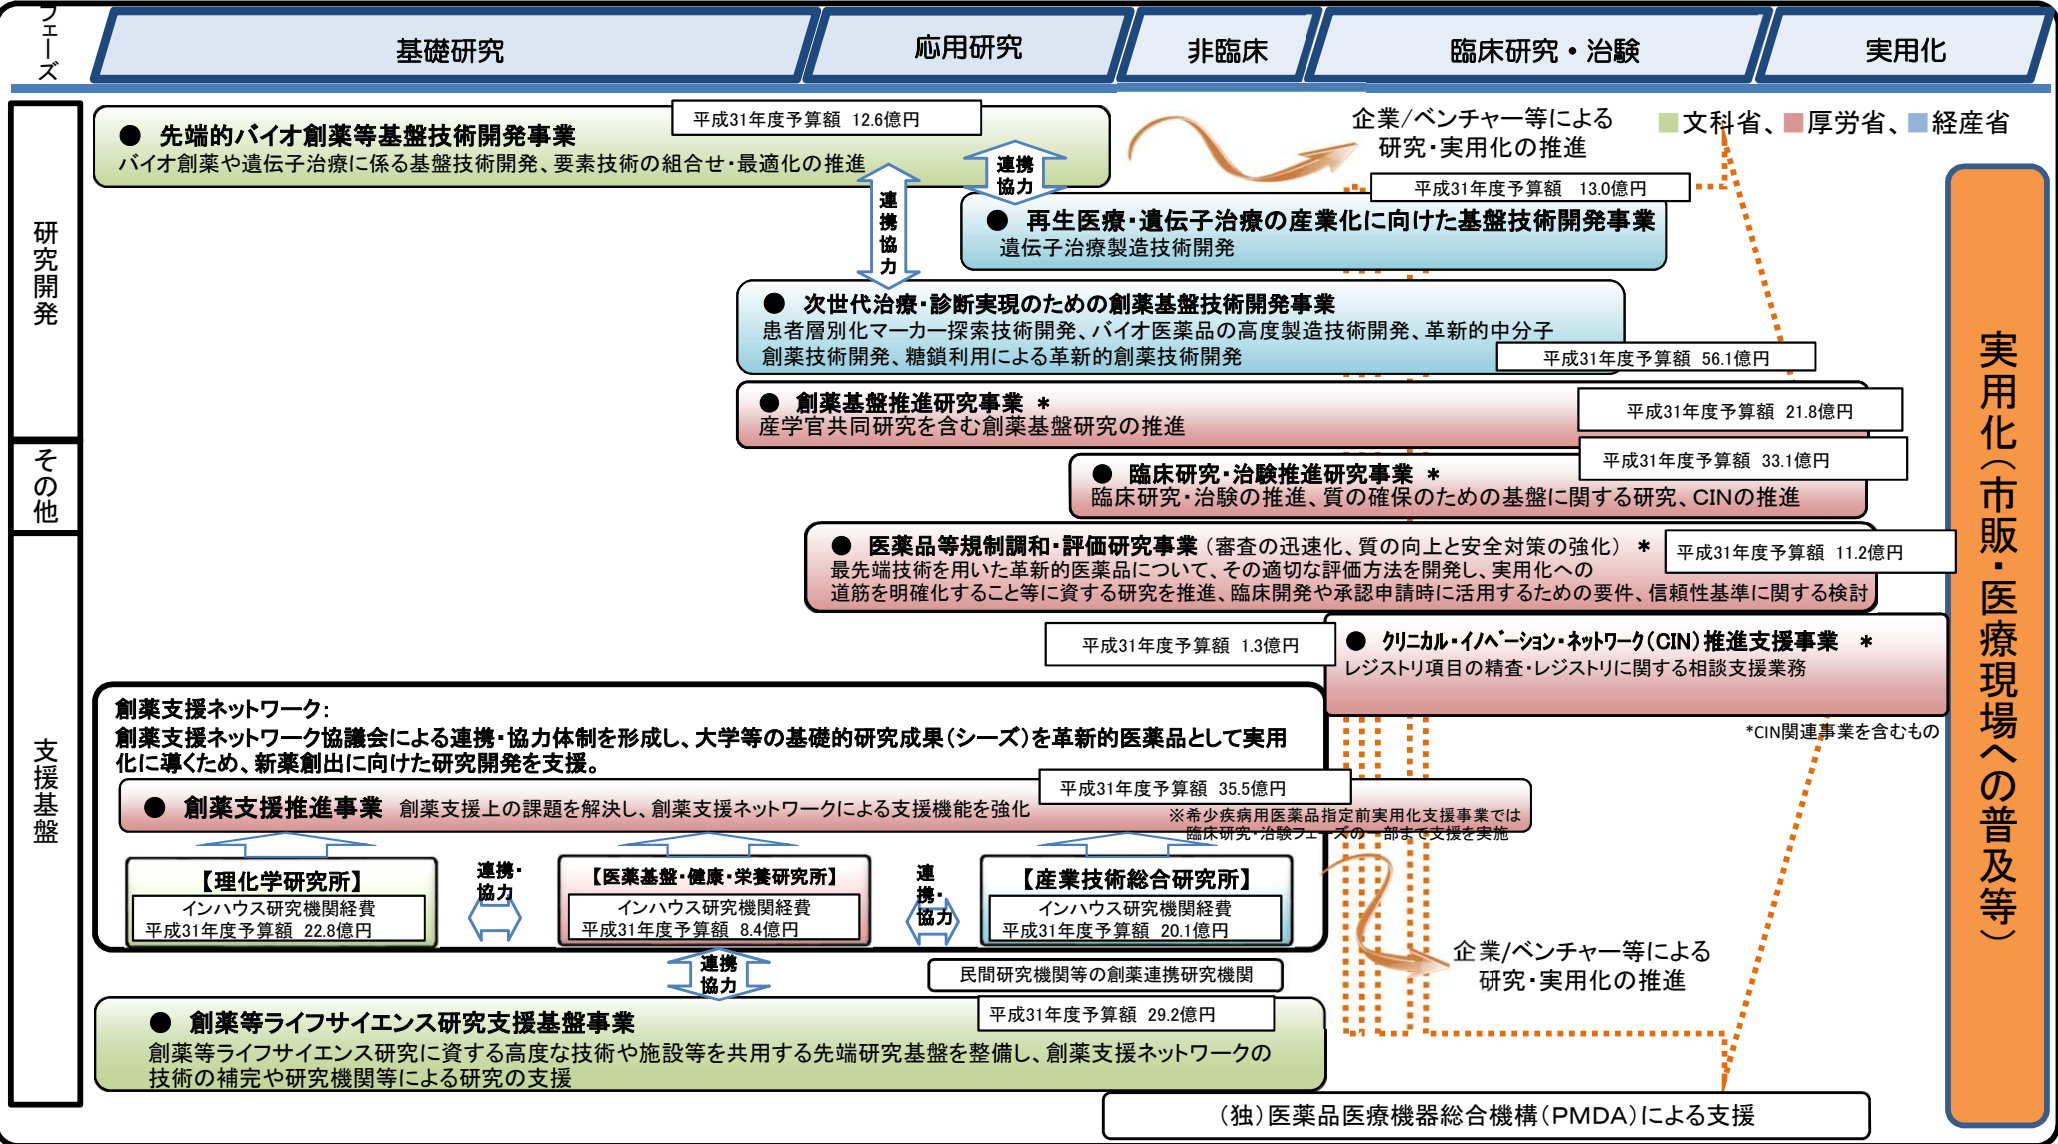 フェーズ
基礎研究
応用研究
非臨床
臨床研究・治験
実用化
研究開発
その他
支援基盤
平成31年度予算額 12.6億円
● 先端的バイオ創薬等基盤技術開発事業
バイオ創薬や遺伝子治療に係る基盤技術開発、要素技術の組合せ・最適化の推進
連携
協力
連携協力
企業/ベンチャー等による
研究・実用化の推進
■文科省、■厚労省、■経産省
平成31年度予算額 13.0億円
● 再生医療・遺伝子治療の産業化に向けた基盤技術開発事業
遺伝子治療製造技術開発
● 次世代治療・診断実現のための創薬基盤技術開発事業
患者層別化マーカー探索技術開発、バイオ医薬品の高度製造技術開発、革新的中分子
創薬技術開発、糖鎖利用による革新的創薬技術開発
平成31年度予算額 56.1億円
● 創薬基盤推進研究事業 *
産学官共同研究を含む創薬基盤研究の推進
平成31年度予算額 21.8億円
平成31年度予算額 33.1億円
● 臨床研究・治験推進研究事業 *
臨床研究・治験の推進、質の確保のための基盤に関する研究、CINの推進
● 医薬品等規制調和・評価研究事業（審査の迅速化、質の向上と安全対策の強化） *
平成31年度予算額 11.2億円
最先端技術を用いた革新的医薬品について、その適切な評価方法を開発し、実用化への
道筋を明確化すること等に資する研究を推進、臨床開発や承認申請時に活用するための要件、信頼性基準に関する検討
平成31年度予算額 1.3億円
● クリニカル・イノベーション・ネットワーク（CIN）推進支援事業 *
レジストリ項目の精査・レジストリに関する相談支援業務
*CIN関連事業を含むもの
創薬支援ネットワーク：
創薬支援ネットワーク協議会による連携・協力体制を形成し、大学等の基礎的研究成果（シーズ）を革新的医薬品として実用
化に導くため、新薬創出に向けた研究開発を支援。
平成31年度予算額 35.5億円
● 創薬支援推進事業 創薬支援上の課題を解決し、創薬支援ネットワークによる支援機能を強化
※希少疾病用医薬品指定前実用化支援事業では
臨床研究・治験フェーズの一部まで支援を実施
【理化学研究所】
インハウス研究機関経費
平成31年度予算額 22.8億円
連携・
協力
【医薬基盤・健康・栄養研究所】
インハウス研究機関経費
平成31年度予算額 8.4億円
連
携・
協力
【産業技術総合研究所】
インハウス研究機関経費
平成31年度予算額 20.1億円
連携
協力
民間研究機関等の創薬連携研究機関
企業/ベンチャー等による
研究・実用化の推進
平成31年度予算額 29.2億円
● 創薬等ライフサイエンス研究支援基盤事業
創薬等ライフサイエンス研究に資する高度な技術や施設等を共用する先端研究基盤を整備し、創薬支援ネットワークの
技術の補完や研究機関等による研究の支援
（独）医薬品医療機器総合機構（PMDA）による支援
実用化（市販・医療現場への普及等）